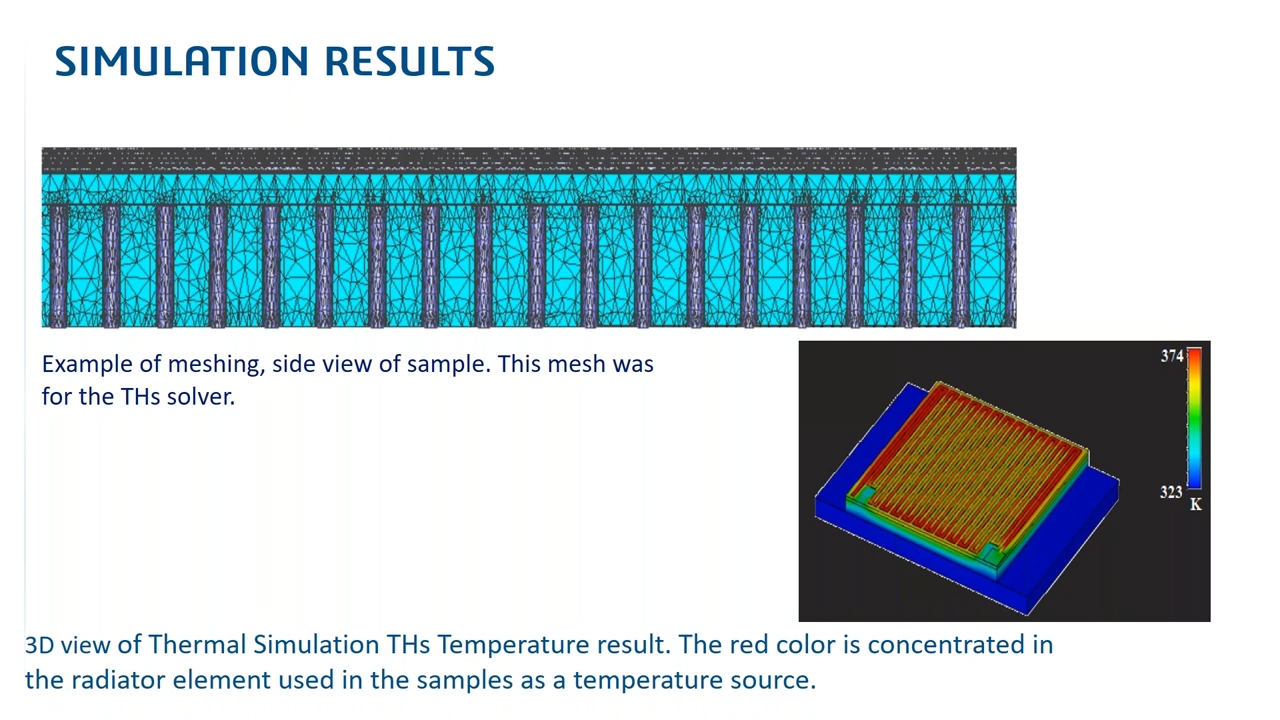 SIMULATION RESULTS
Example of meshing, side view of sample. This mesh was
for the THs solver.
374
323
K
3D view of Thermal Simulation THs Temperature result. The red color is concentrated in
the radiator element used in the samples as a temperature source.